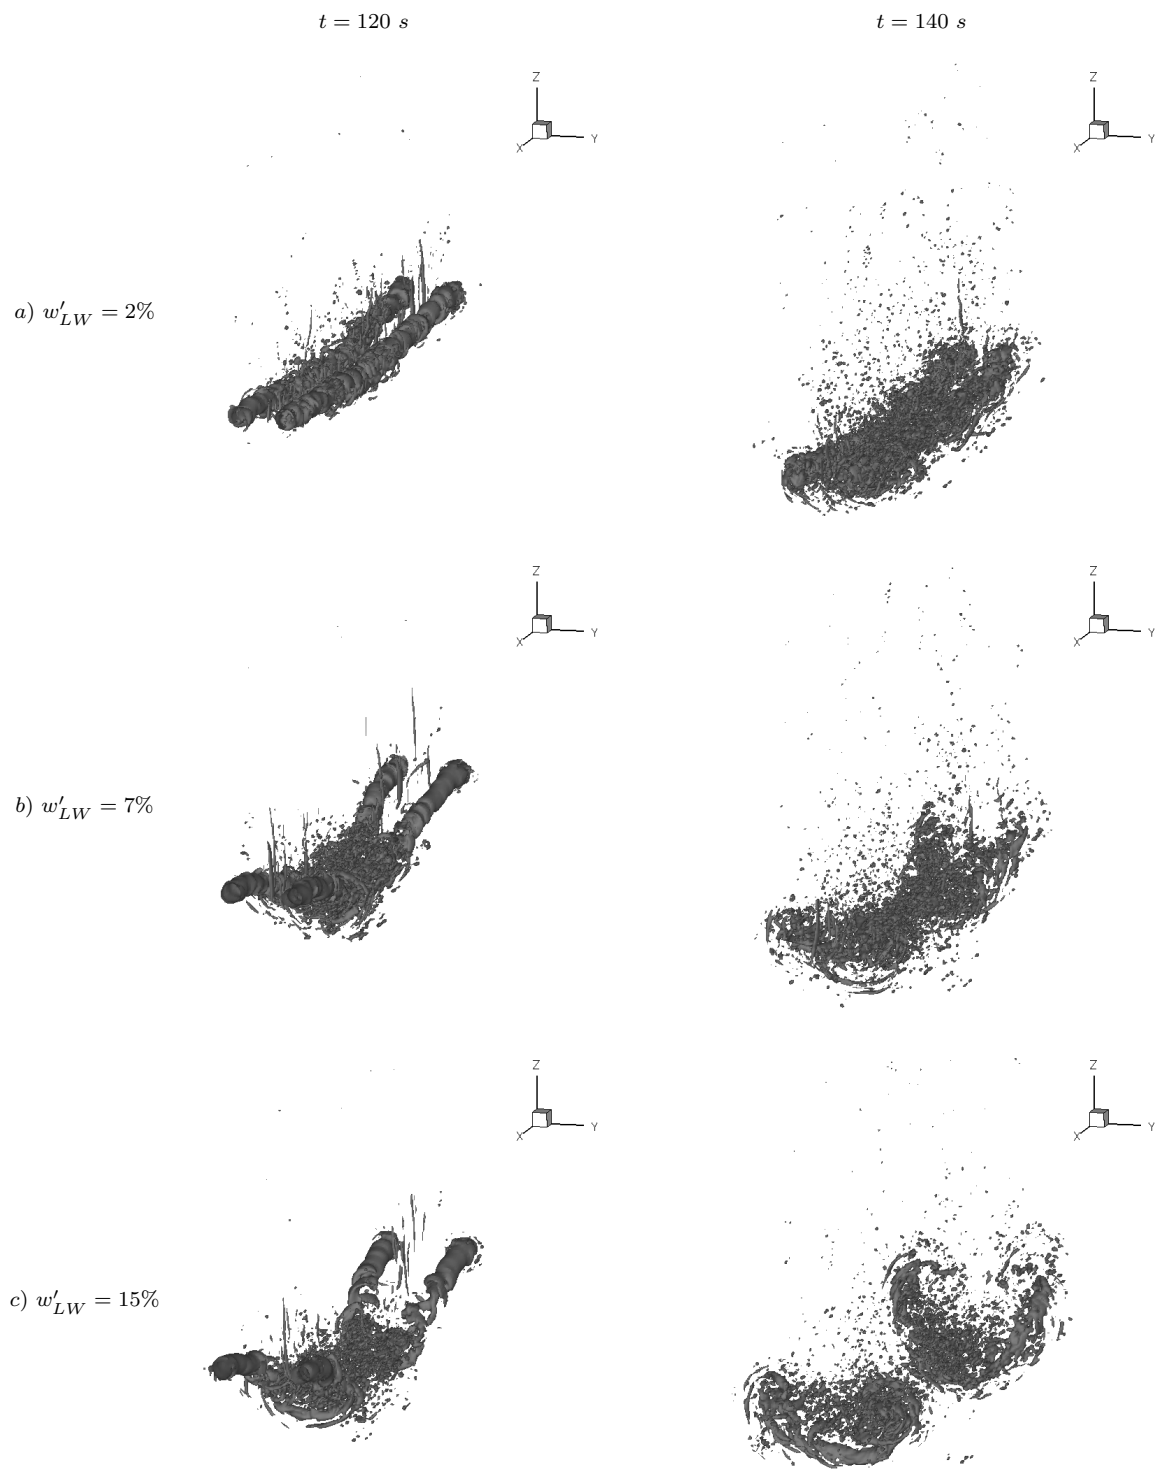 t = 120 s
t = 140 s
Z
Y
X
Z
Y
X
a) w′_LW = 2%
Z
Y
X
Z
Y
X
b) w′_LW = 7%
Z
Y
X
Z
Y
X
c) w′_LW = 15%